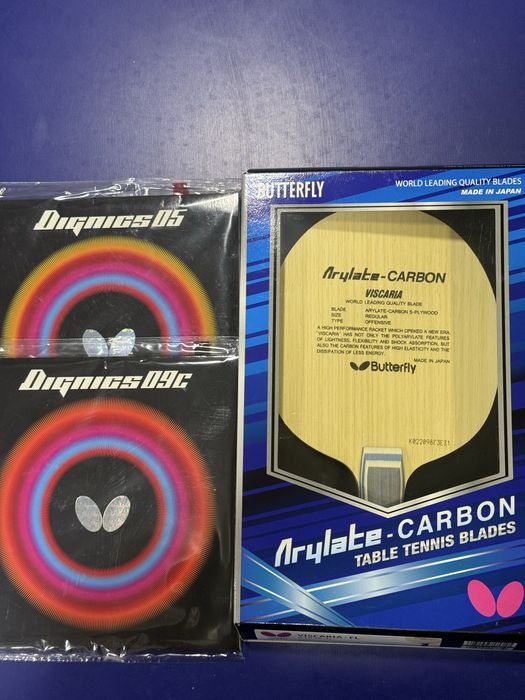 DIGNICS05
DIGNICS09C
BUTTERFLY
WORLD LEADING QUALITY BLADES
MADE IN JAPAN
Arylate-CARBON
VISCARIA
WORLD LEADING QUALITY BLADE
BLADE ARYLATE-CARBON 5-PLYWOOD
SIZE REGULAR
TYPE OFFENSIVE
A HIGH PERFORMANCE RACKET WHICH OPENED A NEW ERA,
"VISCARIA" HAS NOT ONLY THE POLYARYLATE FEATURES
OF LIGHTNESS, FLEXIBILITY AND SHOCK ABSORPTION, BUT
ALSO THE CARBON FEATURES OF HIGH ELASTICITY AND THE
DISSIPATION OF LESS ENERGY.
MADE IN JAPAN
Butterfly
Arylate-CARBON
TABLE TENNIS BLADES
VISCARIA-FL